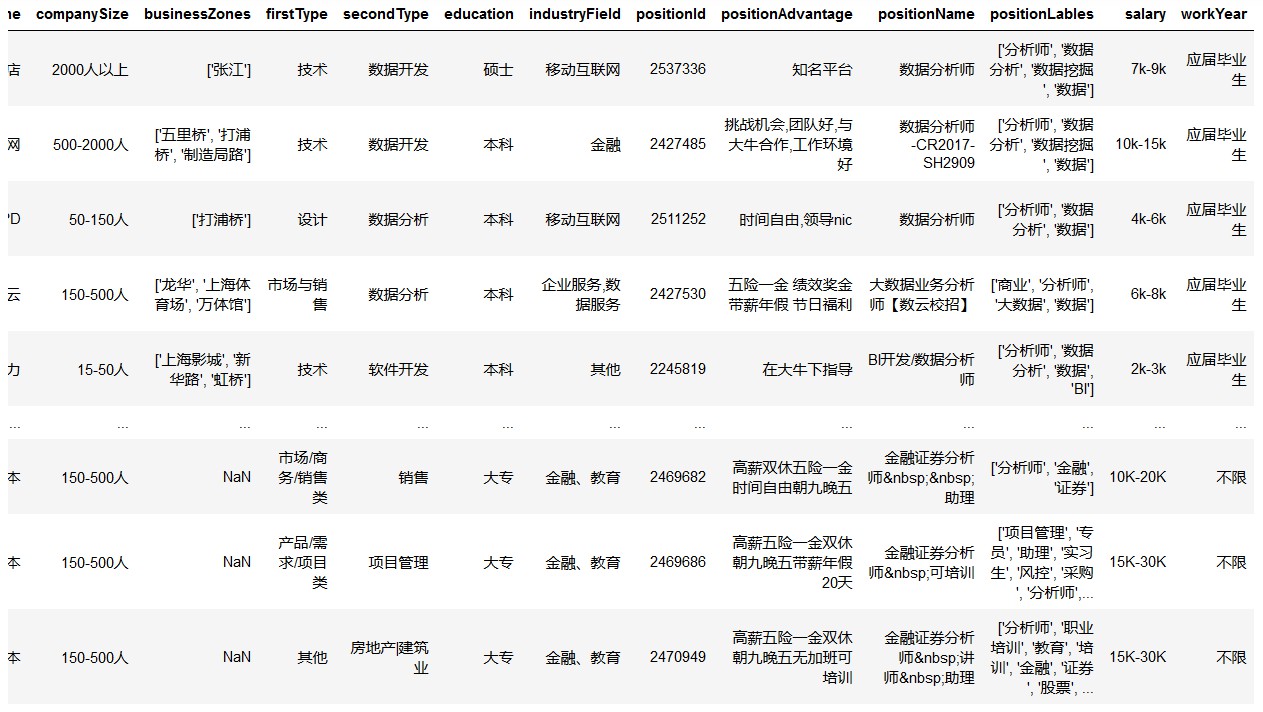 ne companySize businessZones firstType secondType education industryField positionId positionAdvantage positionName positionLables salary workYear
店 2000人以上 ['张江'] 技术 数据开发 硕士 移动互联网 2537336 知名平台 数据分析师 ['分析师', '数据分析', '数据挖掘', '数据'] 7k-9k 应届毕业生
网 500-2000人 ['五里桥', '打浦桥', '制造局路'] 技术 数据开发 本科 金融 2427485 挑战机会,团队好,与大牛合作,工作环境好 数据分析师-CR2017-SH2909 ['分析师', '数据分析', '数据挖掘', '数据'] 10k-15k 应届毕业生
PD 50-150人 ['打浦桥'] 设计 数据分析 本科 移动互联网 2511252 时间自由,领导nic 数据分析师 ['分析师', '数据分析', '数据'] 4k-6k 应届毕业生
云 150-500人 ['龙华', '上海体育场', '万体馆'] 市场与销售 数据分析 本科 企业服务,数据服务 2427530 五险一金 绩效奖金 带薪年假 节日福利 大数据业务分析师【数云校招】 ['商业', '分析师', '大数据', '数据'] 6k-8k 应届毕业生
力 15-50人 ['上海影城', '新华路', '虹桥'] 技术 软件开发 本科 其他 2245819 在大牛下指导 BI开发/数据分析师 ['分析师', '数据分析', '数据', 'BI'] 2k-3k 应届毕业生
... ... ... ... ... ... ... ... ... ... ... ... ...
本 150-500人 NaN 市场/商务/销售类 销售 大专 金融、教育 2469682 高薪双休五险一金时间自由朝九晚五 金融证券分析师&nbsp;&nbsp;助理 ['分析师', '金融', '证券'] 10K-20K 不限
本 150-500人 NaN 产品/需求/项目类 项目管理 大专 金融、教育 2469686 高薪五险一金双休朝九晚五带薪年假20天 金融证券分析师&nbsp;可培训 ['项目管理', '专员', '助理', '实习生', '风控', '采购', '分析师',... 15K-30K 不限
本 150-500人 NaN 其他 房地产|建筑业 大专 金融、教育 2470949 高薪五险一金双休朝九晚五无加班可培训 金融证券分析师&nbsp;讲师&nbsp;助理 ['分析师', '职业培训', '教育', '培训', '金融', '证券', '股票', ... 15K-30K 不限